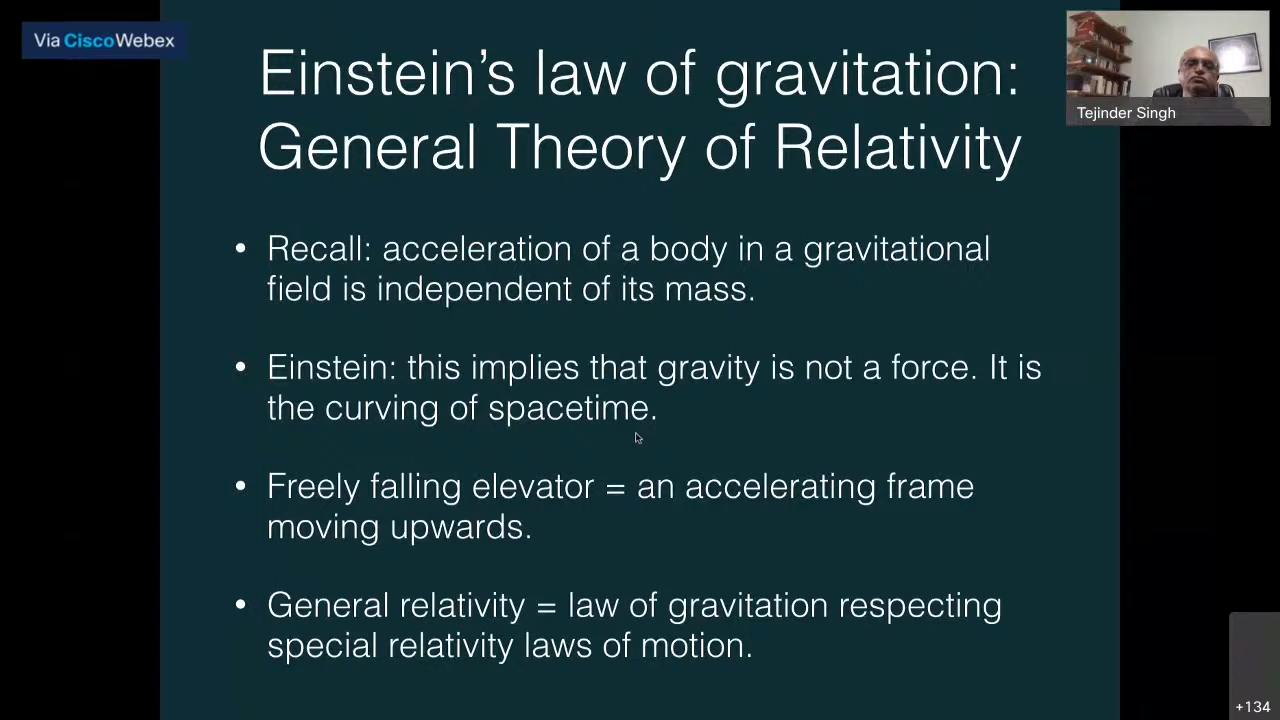 Via Cisco Webex
Einstein’s law of gravitation:
General Theory of Relativity
Tejinder Singh
• Recall: acceleration of a body in a gravitational
field is independent of its mass.
• Einstein: this implies that gravity is not a force. It is
the curving of spacetime.
• Freely falling elevator = an accelerating frame
moving upwards.
• General relativity = law of gravitation respecting
special relativity laws of motion.
+134